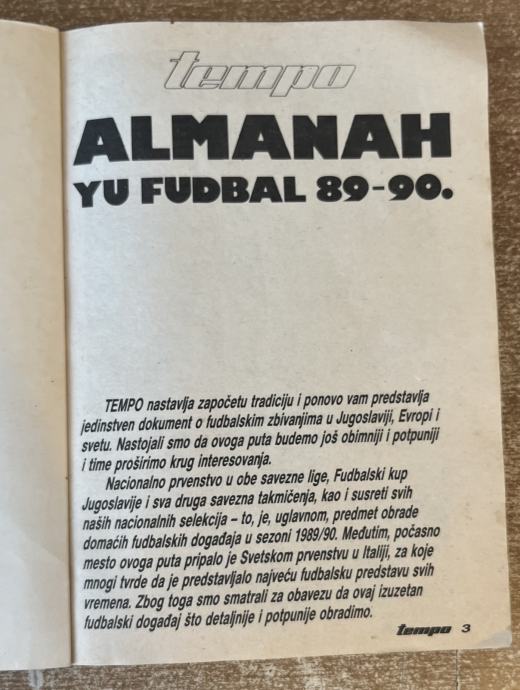 tempo
ALMANAH
YU FUDBAL 89-90.
TEMPO nastavlja započetu tradiciju i ponovo vam predstavlja
jedinstven dokument o fudbalskim zbivanjima u Jugoslaviji, Evropi i
svetu. Nastojali smo da ovoga puta budemo još obimniji i potpuniji
i time proširimo krug interesovanja.
Nacionalno prvenstvo u obe savezne lige, Fudbalski kup
Jugoslavije i sva druga savezna takmičenja, kao i susreti svih
naših nacionalnih selekcija – to, je, uglavnom, predmet obrade
domaćih fudbalskih događaja u sezoni 1989/90. Međutim, počasno
mesto ovoga puta pripalo je Svetskom prvenstvu u Italiji, za koje
mnogi tvrde da je predstavljalo najveću fudbalsku predstavu svih
vremena. Zbog toga smo smatrali za obavezu da ovaj izuzetan
fudbalski događaj što detaljnije i potpunije obradimo.
tempo 3